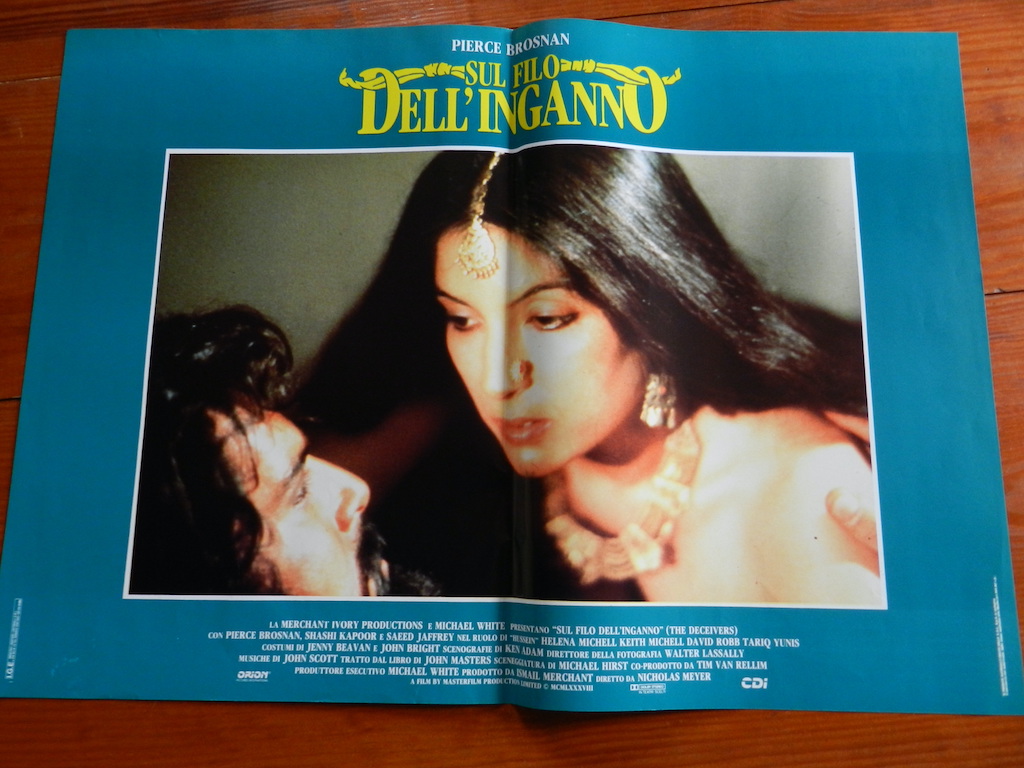 PIERCE BROSNAN
SUL FILO
DELL'INGANNO
LA MERCHANT IVORY PRODUCTIONS E MICHAEL WHITE PRESENTANO "SUL FILO DELL'INGANNO" (THE DECEIVERS)
CON PIERCE BROSNAN, SHASHI KAPOOR E SAEED JAFFREY NEL RUOLO DI "HUSSEIN" HELENA MICHELL KEITH MICHELL DAVID ROBB TARIQ YUNIS
COSTUMI DI JENNY BEAVAN E JOHN BRIGHT SCENOGRAFIE DI KEN ADAM DIRETTORE DELLA FOTOGRAFIA WALTER LASSALLY
MUSICHE DI JOHN SCOTT TRATTO DAL LIBRO DI JOHN MASTERS SCENEGGIATURA DI MICHAEL HIRST CO-PRODOTTO DA TIM VAN RELLIM
PRODUTTORE ESECUTIVO MICHAEL WHITE PRODOTTO DA ISMAIL MERCHANT DIRETTO DA NICHOLAS MEYER
A FILM BY MASTERFILM PRODUCTION LIMITED © MCMLXXXVIII
ORION
CDi